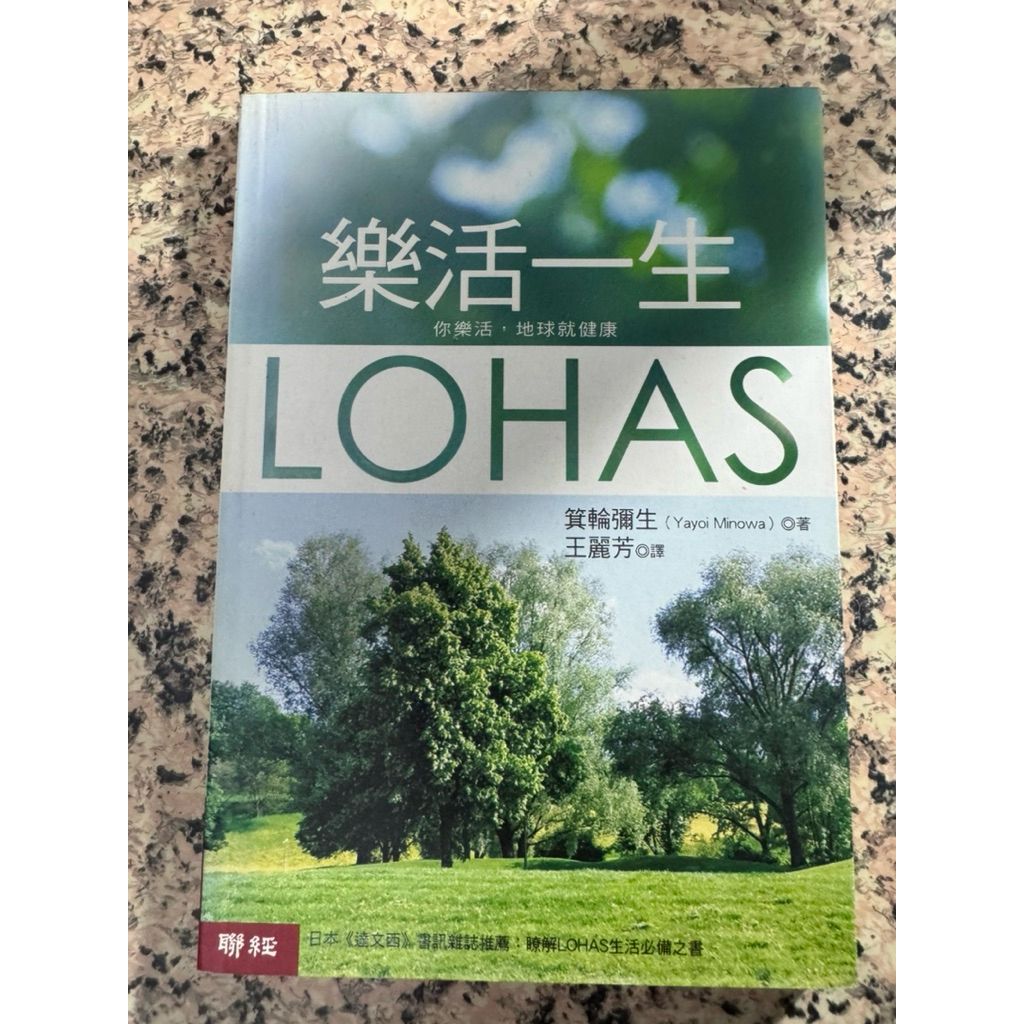 樂活一生
你樂活，地球就健康
LOHAS
箕輪彌生（Yayoi Minowa）◎著
王麗芳◎譯
聯經
日本《達文西》書訊雜誌推薦：瞭解LOHAS生活必備之書